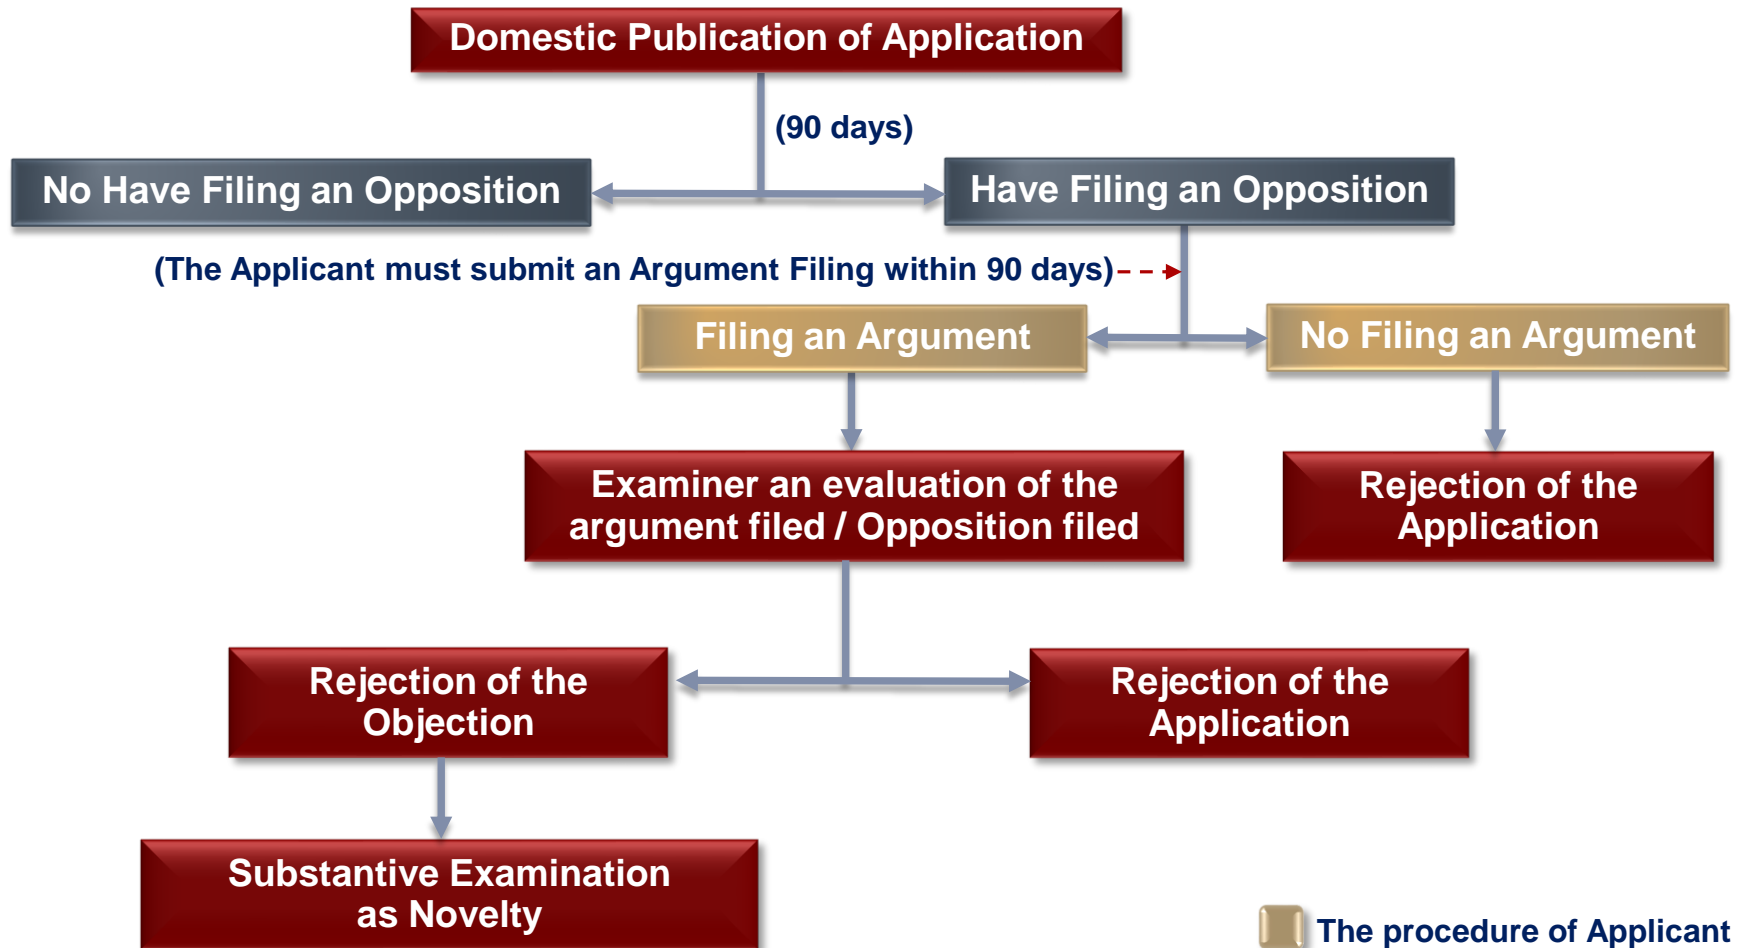 Domestic Publication of Application
(90 days)
No Have Filing an Opposition
Have Filing an Opposition
(The Applicant must submit an Argument Filing within 90 days)
Filing an Argument
No Filing an Argument
Examiner an evaluation of the
argument filed / Opposition filed
Rejection of the
Application
Rejection of the
Objection
Rejection of the
Application
Substantive Examination
as Novelty
The procedure of Applicant